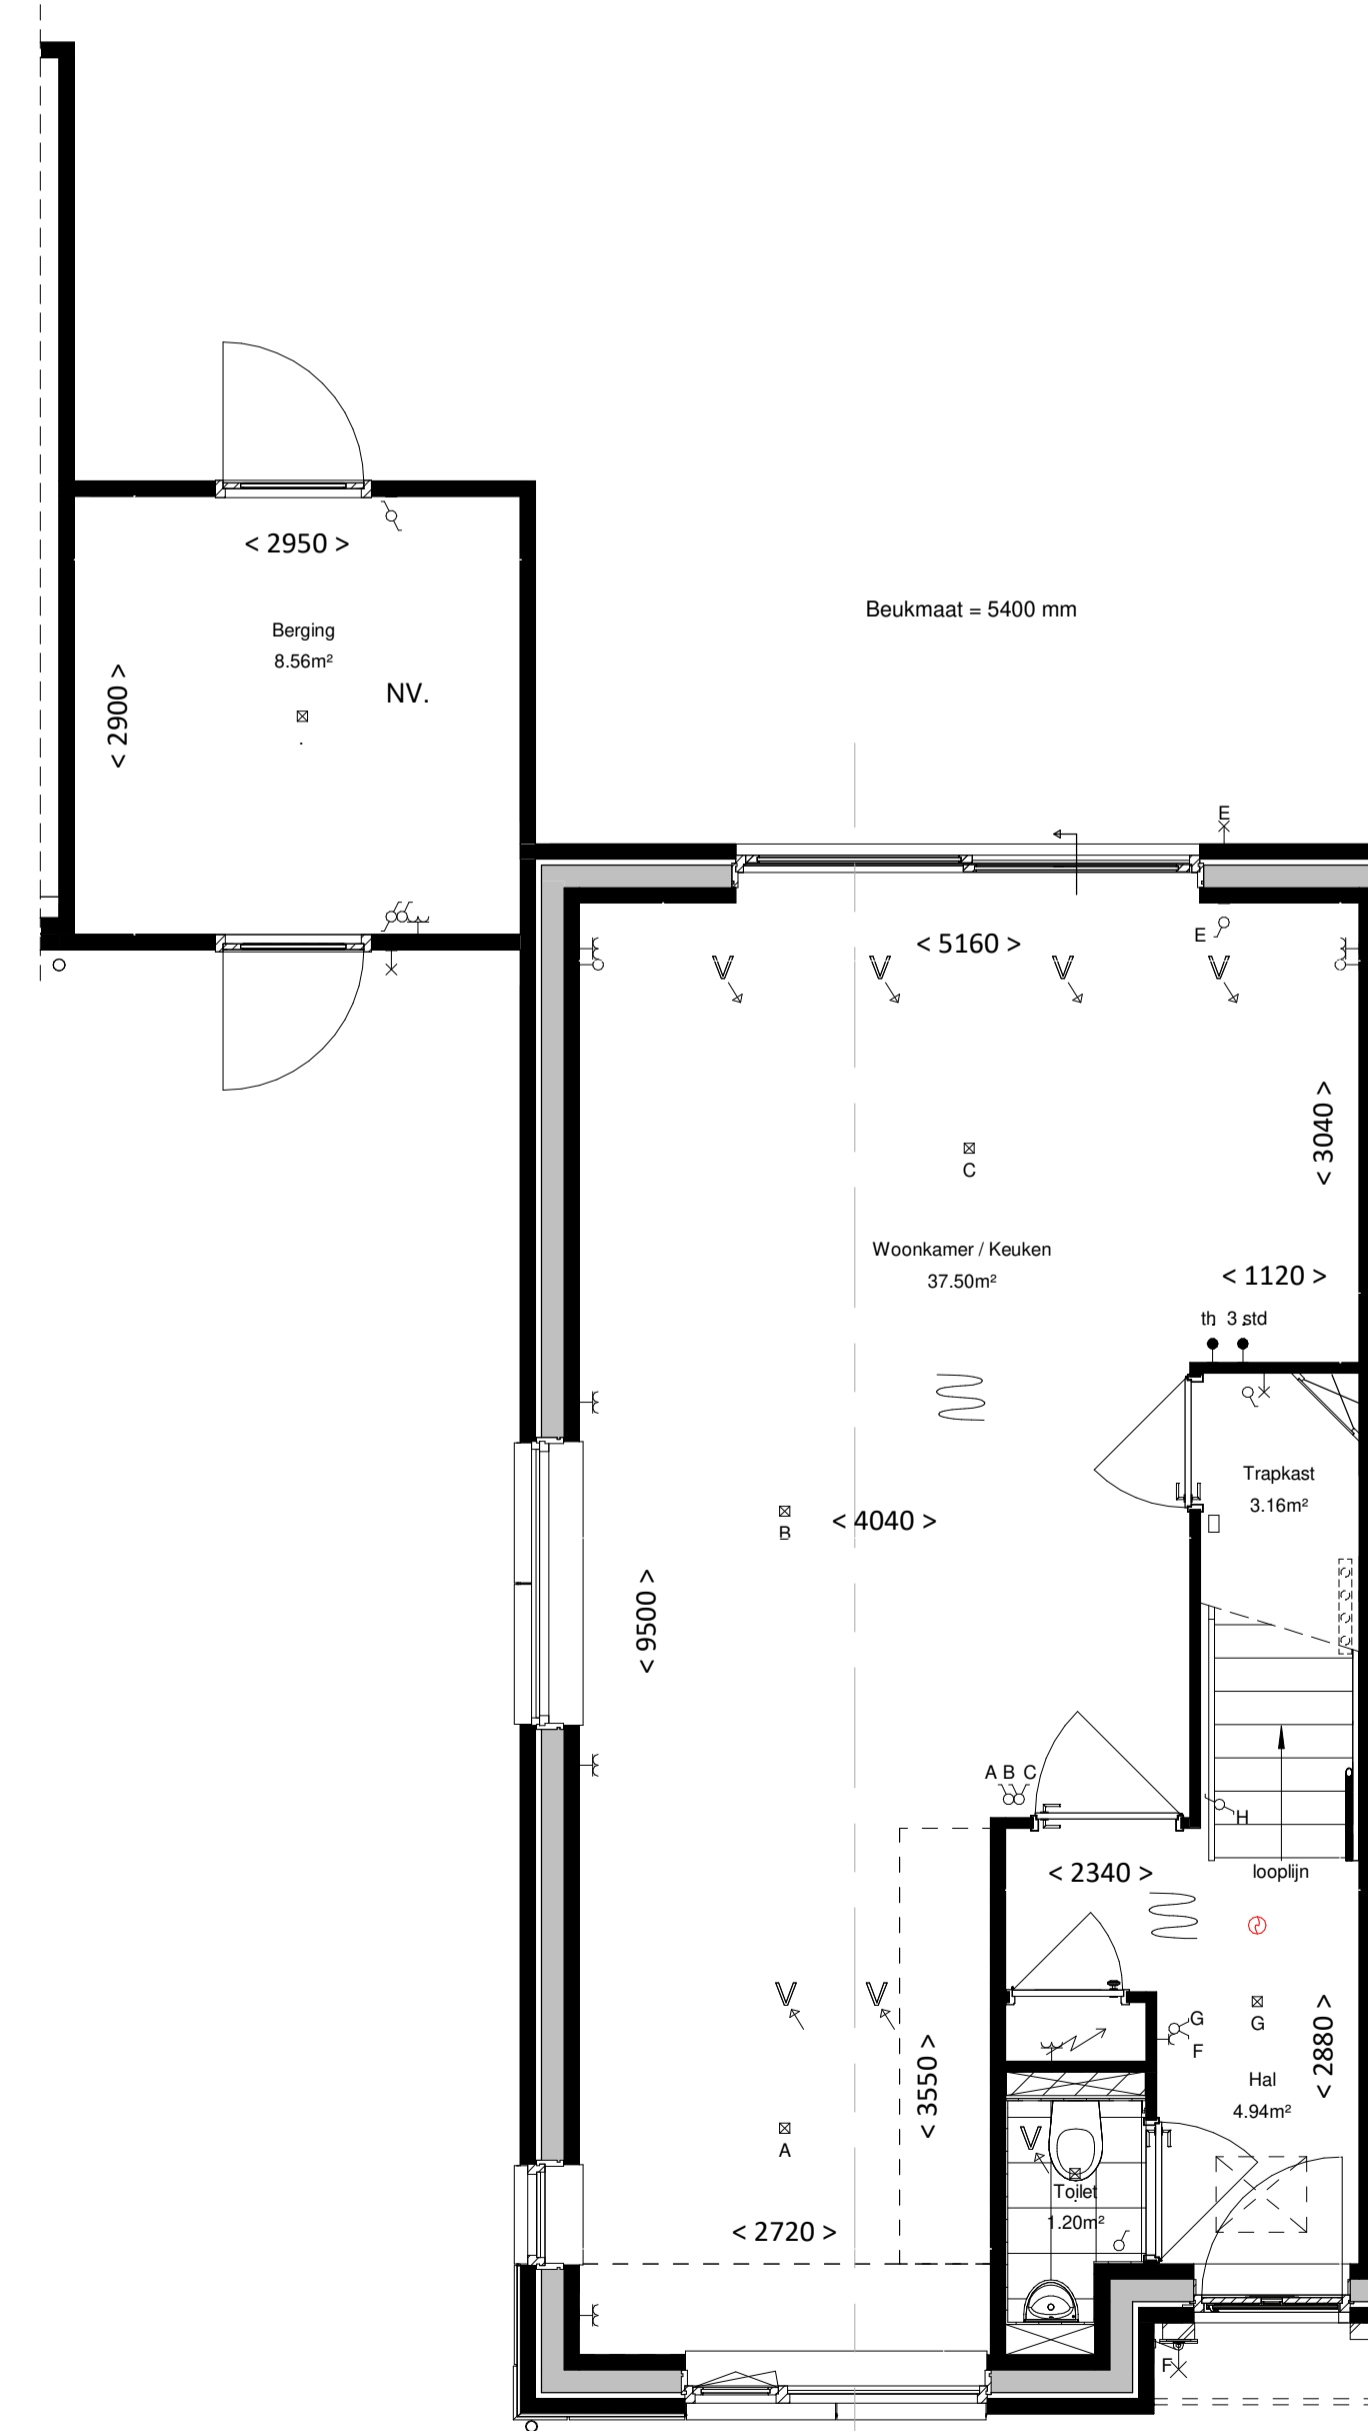 < 2950 >
Beukmaat = 5400 mm
Berging
8.56m²
NV.
< 2900 >
E
< 5160 >
E
V V V V
< 3040 >
C
Woonkamer / Keuken
37.50m²
< 1120 >
th 3 std
Trapkast
3.16m²
B
< 4040 >
< 9500 >
A B C
H
< 2340 >
looplijn
V V
G
F
G
< 2880 >
Hal
4.94m²
< 3550 >
A
V
Toilet
1.20m²
< 2720 >
F